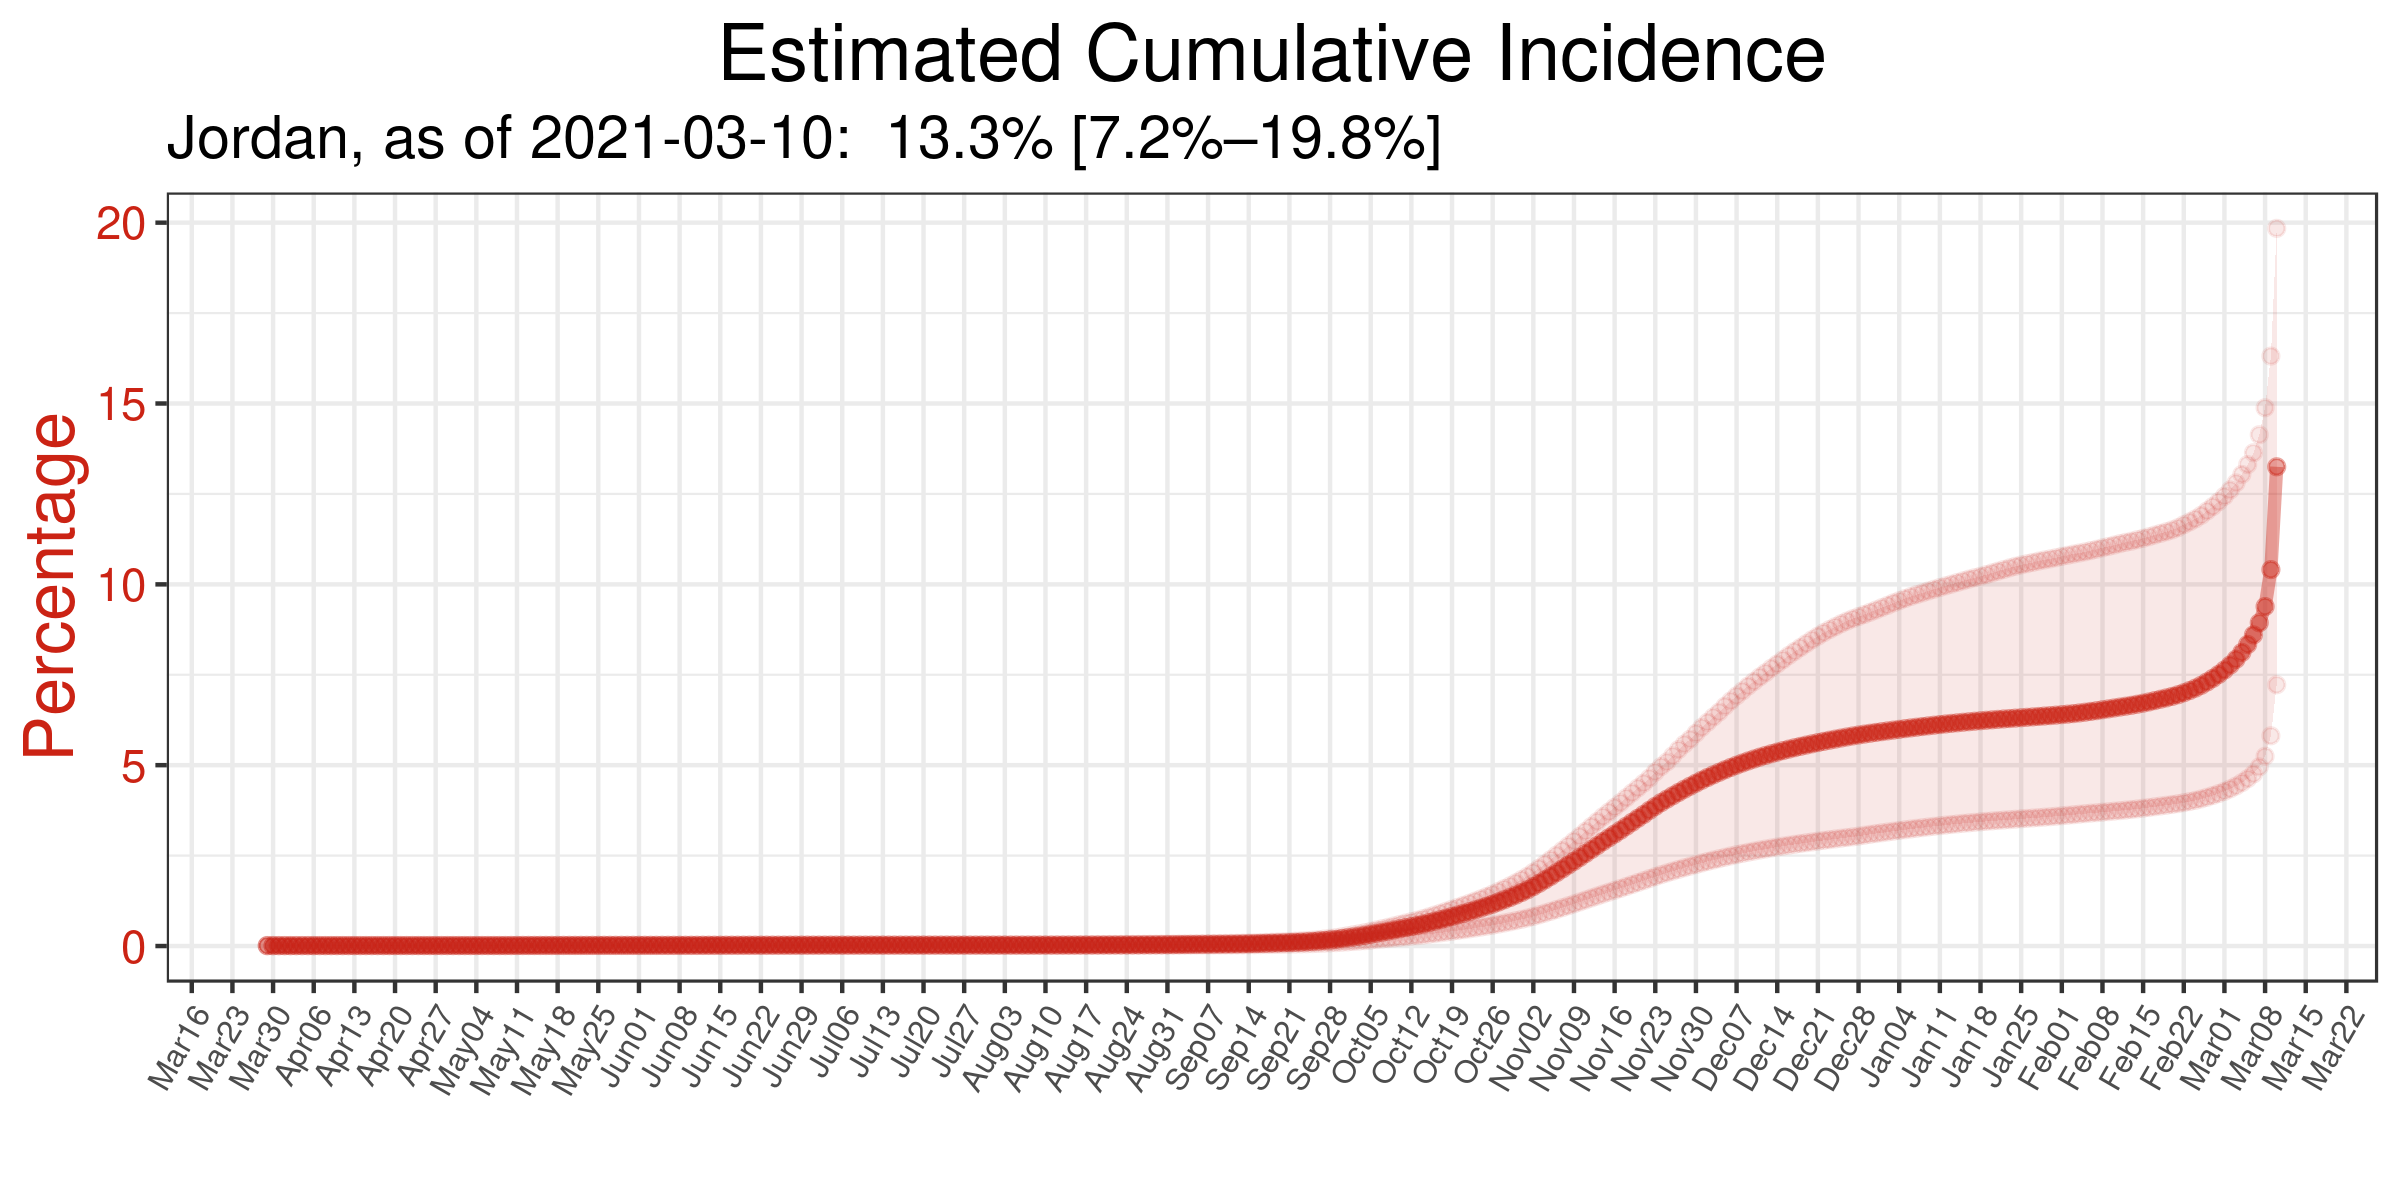 Estimated Cumulative Incidence
Jordan, as of 2021-03-10:  13.3% [7.2%–19.8%]
Percentage
20
15
10
5
0
Mar16
Mar23
Mar30
Apr06
Apr13
Apr20
Apr27
May04
May11
May18
May25
Jun01
Jun08
Jun15
Jun22
Jun29
Jul06
Jul13
Jul20
Jul27
Aug03
Aug10
Aug17
Aug24
Aug31
Sep07
Sep14
Sep21
Sep28
Oct05
Oct12
Oct19
Oct26
Nov02
Nov09
Nov16
Nov23
Nov30
Dec07
Dec14
Dec21
Dec28
Jan04
Jan11
Jan18
Jan25
Feb01
Feb08
Feb15
Feb22
Mar01
Mar08
Mar15
Mar22